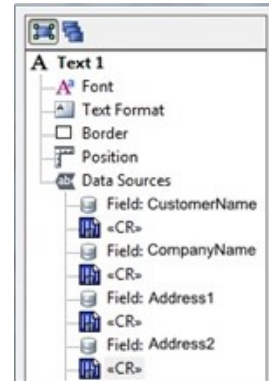 A Text 1
Font
Text Format
Border
Position
Data Sources
Field: CustomerName
«CR»
Field: CompanyName
«CR»
Field: Address1
«CR»
Field: Address2
«CR»